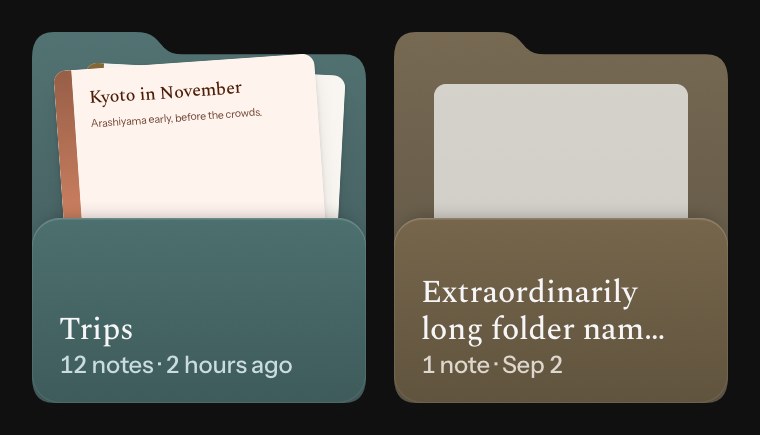 Kyoto in November
Arashiyama early, before the crowds.
Trips
12 notes · 2 hours ago
Extraordinarily
long folder nam…
1 note · Sep 2